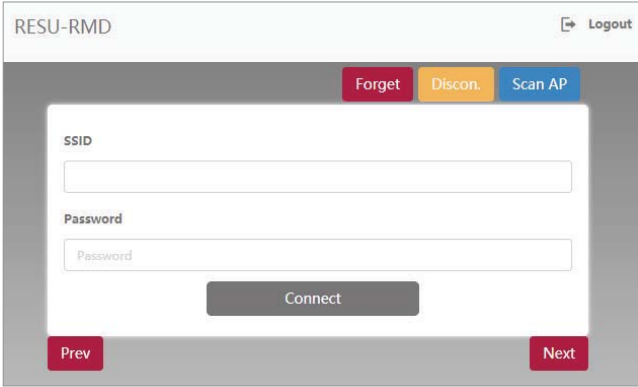 RESU-RMD
Logout
Forget Discon. Scan AP
SSID
Password
Password
Connect
Prev Next